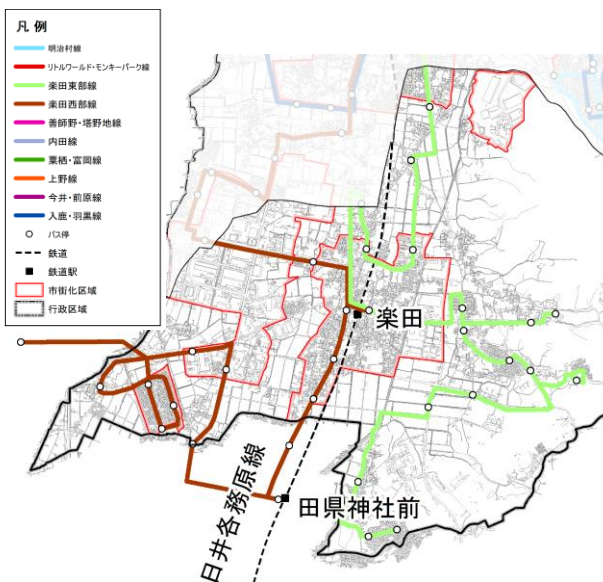 凡 例
明治村線
リトルワールド・モンキーパーク線
楽田東部線
楽田西部線
善師野・塔野地線
内田線
栗栖・富岡線
上野線
今井・前原線
入鹿・羽黒線
バス停
鉄道
鉄道駅
市街化区域
行政区域
楽田
田県神社前
日井各務原線